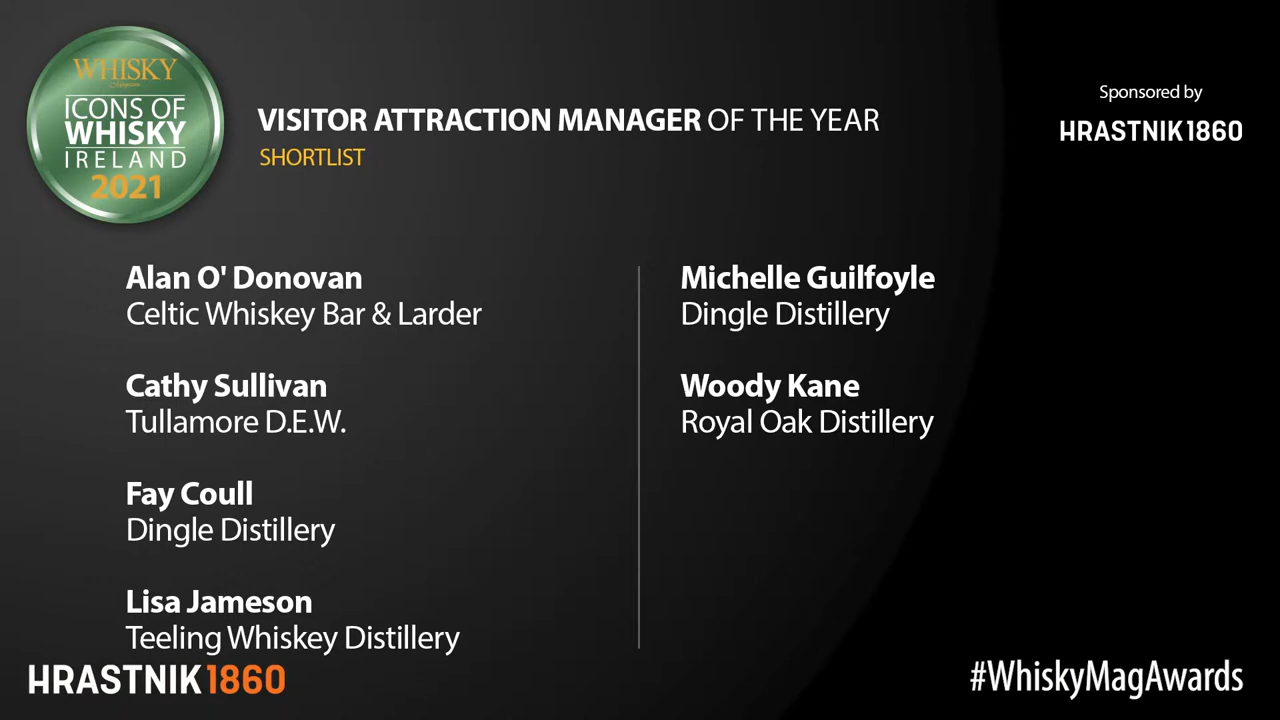 WHISKY
Magazine
ICONS OF
WHISKY
IRELAND
2021
VISITOR ATTRACTION MANAGER OF THE YEAR
SHORTLIST
Sponsored by
HRASTNIK1860
Alan O' Donovan
Celtic Whiskey Bar & Larder
Cathy Sullivan
Tullamore D.E.W.
Fay Coull
Dingle Distillery
Lisa Jameson
Teeling Whiskey Distillery
Michelle Guilfoyle
Dingle Distillery
Woody Kane
Royal Oak Distillery
HRASTNIK1860
#WhiskyMagAwards